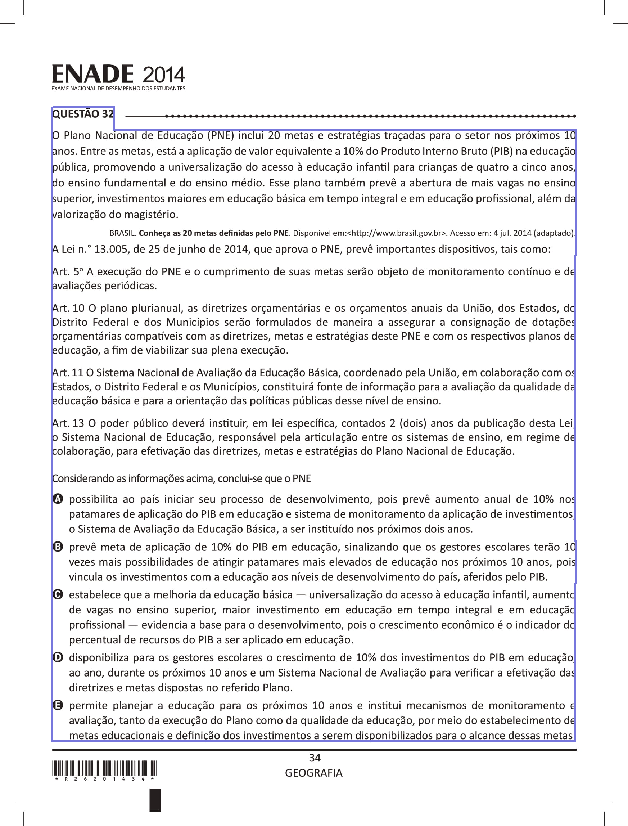 ENADE 2014
EXAME NACIONAL DE DESEMPENHO DOS ESTUDANTES
QUESTÃO 32
O Plano Nacional de Educação (PNE) inclui 20 metas e estratégias traçadas para o setor nos próximos 10
anos. Entre as metas, está a aplicação de valor equivalente a 10% do Produto Interno Bruto (PIB) na educação
pública, promovendo a universalização do acesso à educação infantil para crianças de quatro a cinco anos,
do ensino fundamental e do ensino médio. Esse plano também prevê a abertura de mais vagas no ensino
superior, investimentos maiores em educação básica em tempo integral e em educação profissional, além da
valorização do magistério.
BRASIL. Conheça as 20 metas definidas pelo PNE. Disponível em:<http://www.brasil.gov.br>. Acesso em: 4 jul. 2014 (adaptado).
A Lei n.° 13.005, de 25 de junho de 2014, que aprova o PNE, prevê importantes dispositivos, tais como:
Art. 5º A execução do PNE e o cumprimento de suas metas serão objeto de monitoramento contínuo e de
avaliações periódicas.
Art. 10 O plano plurianual, as diretrizes orçamentárias e os orçamentos anuais da União, dos Estados, do
Distrito Federal e dos Municípios serão formulados de maneira a assegurar a consignação de dotações
orçamentárias compatíveis com as diretrizes, metas e estratégias deste PNE e com os respectivos planos de
educação, a fim de viabilizar sua plena execução.
Art. 11 O Sistema Nacional de Avaliação da Educação Básica, coordenado pela União, em colaboração com os
Estados, o Distrito Federal e os Municípios, constituirá fonte de informação para a avaliação da qualidade da
educação básica e para a orientação das políticas públicas desse nível de ensino.
Art. 13 O poder público deverá instituir, em lei específica, contados 2 (dois) anos da publicação desta Lei,
o Sistema Nacional de Educação, responsável pela articulação entre os sistemas de ensino, em regime de
colaboração, para efetivação das diretrizes, metas e estratégias do Plano Nacional de Educação.
Considerando as informações acima, conclui-se que o PNE
A possibilita ao país iniciar seu processo de desenvolvimento, pois prevê aumento anual de 10% nos
patamares de aplicação do PIB em educação e sistema de monitoramento da aplicação de investimentos,
o Sistema de Avaliação da Educação Básica, a ser instituído nos próximos dois anos.
B prevê meta de aplicação de 10% do PIB em educação, sinalizando que os gestores escolares terão 10
vezes mais possibilidades de atingir patamares mais elevados de educação nos próximos 10 anos, pois
vincula os investimentos com a educação aos níveis de desenvolvimento do país, aferidos pelo PIB.
C estabelece que a melhoria da educação básica — universalização do acesso à educação infantil, aumento
de vagas no ensino superior, maior investimento em educação em tempo integral e em educação
profissional — evidencia a base para o desenvolvimento, pois o crescimento econômico é o indicador do
percentual de recursos do PIB a ser aplicado em educação.
D disponibiliza para os gestores escolares o crescimento de 10% dos investimentos do PIB em educação,
ao ano, durante os próximos 10 anos e um Sistema Nacional de Avaliação para verificar a efetivação das
diretrizes e metas dispostas no referido Plano.
E permite planejar a educação para os próximos 10 anos e institui mecanismos de monitoramento e
avaliação, tanto da execução do Plano como da qualidade da educação, por meio do estabelecimento de
metas educacionais e definição dos investimentos a serem disponibilizados para o alcance dessas metas.
34
GEOGRAFIA
*R26201434*